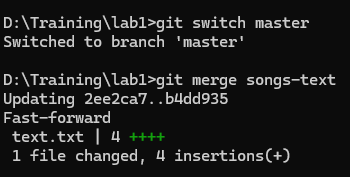 D:\Training\lab1>git switch master
Switched to branch 'master'
D:\Training\lab1>git merge songs-text
Updating 2ee2ca7..b4dd935
Fast-forward
text.txt | 4 ++++
1 file changed, 4 insertions(+)